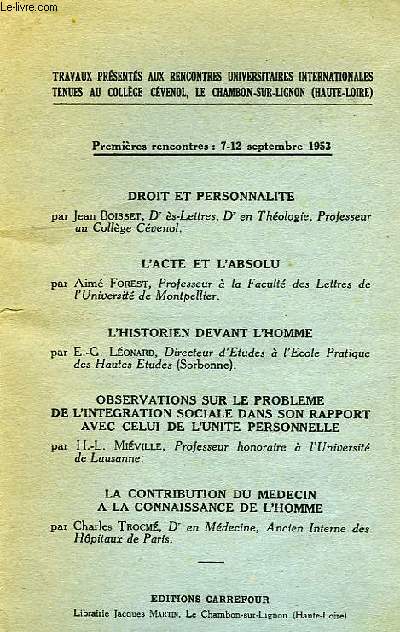 Le-livre.com
TRAVAUX PRÉSENTÉS AUX RENCONTRES UNIVERSITAIRES INTERNATIONALES
TENUES AU COLLÈGE CÉVENOL, LE CHAMBON-SUR-LIGNON (HAUTE-LOIRE)
Premières rencontres : 7-12 septembre 1953
DROIT ET PERSONNALITE
par Jean BOISSET, Dr ès-Lettres, Dr en Théologie, Professeur
au Collège Cévenol.
L'ACTE ET L'ABSOLU
par Aimé FOREST, Professeur à la Faculté des Lettres de
l'Université de Montpellier.
L'HISTORIEN DEVANT L'HOMME
par E.-G. LÉONARD, Directeur d'Etudes à l'Ecole Pratique
des Hautes Etudes (Sorbonne).
OBSERVATIONS SUR LE PROBLEME
DE L'INTEGRATION SOCIALE DANS SON RAPPORT
AVEC CELUI DE L'UNITE PERSONNELLE
par H.-L. MIÉVILLE, Professeur honoraire à l'Université
de Lausanne.
LA CONTRIBUTION DU MEDECIN
A LA CONNAISSANCE DE L'HOMME
par Charles TROCMÉ, Dr en Médecine, Ancien Interne des
Hôpitaux de Paris.
EDITIONS CARREFOUR
Librairie Jacques MARTIN, Le Chambon-sur-Lignon (Haute-Loire)